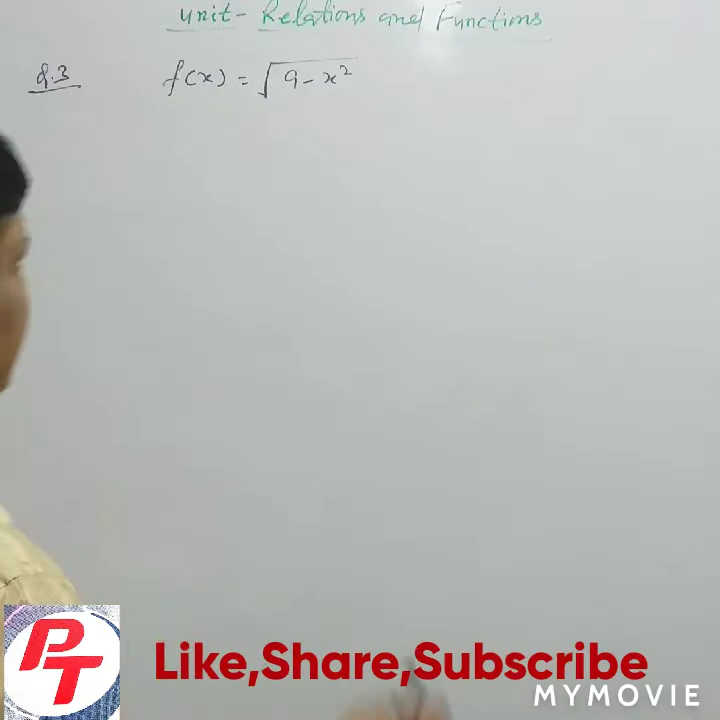 Unit- Relations and Functions
Q.3 f(x) = √9-x²
PT
Like,Share,Subscribe
MYMOVIE